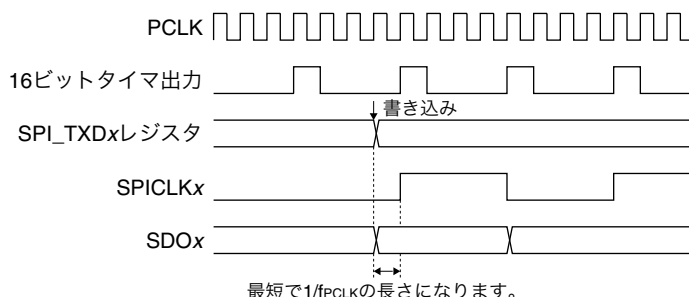 PCLK
16ビットタイマ出力
書き込み
SPI_TXDxレジスタ
SPICLKx
SDOx
最短で1/fPCLKの長さになります。